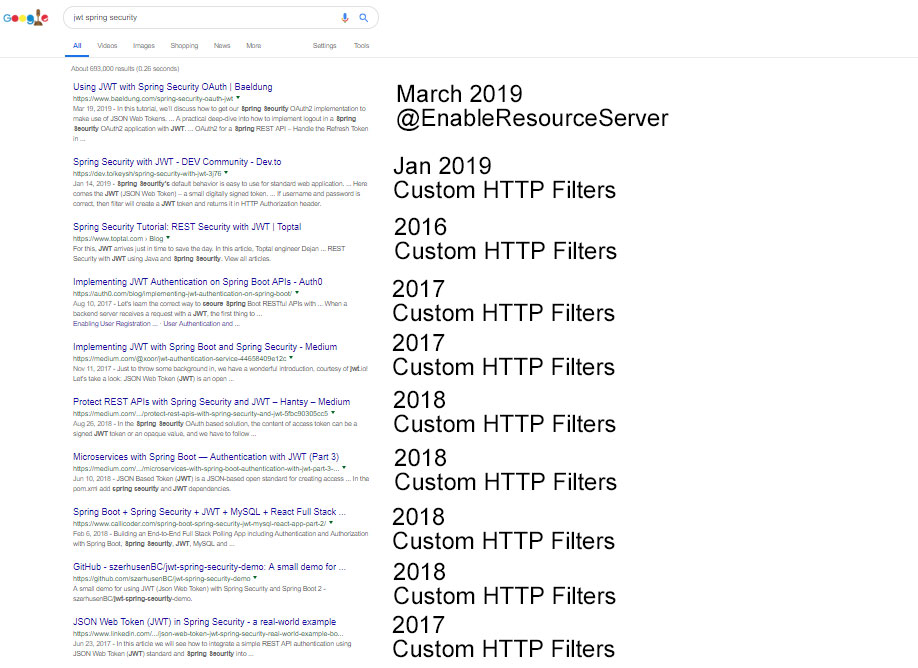 Google
jwt spring security
All Videos Images Shopping News More Settings Tools
About 693,000 results (0.26 seconds)
Using JWT with Spring Security OAuth | Baeldung
https://www.baeldung.com/spring-security-oauth-jwt
Mar 19, 2019 - In this tutorial, we'll discuss how to get our Spring Security OAuth2 implementation to
make use of JSON Web Tokens. ... A practical deep-dive into how to implement logout in a Spring
Security OAuth2 application with JWT. ... OAuth2 for a Spring REST API – Handle the Refresh Token
in ...
March 2019
@EnableResourceServer
Spring Security with JWT - DEV Community - Dev.to
https://dev.to/keysh/spring-security-with-jwt-3j76
Jan 14, 2019 - Spring Security's default behavior is easy to use for standard web application. ... Here
comes the JWT (JSON Web Token) – a small digitally signed token. ... If username and password is
correct, then filter will create a JWT token and returns it in HTTP Authorization header.
Jan 2019
Custom HTTP Filters
Spring Security Tutorial: REST Security with JWT | Toptal
https://www.toptal.com › Blog
For this, JWT arrives just in time to save the day. In this article, Toptal engineer Dejan ... REST
Security with JWT using Java and Spring Security. View all articles.
2016
Custom HTTP Filters
Implementing JWT Authentication on Spring Boot APIs - Auth0
https://auth0.com/blog/implementing-jwt-authentication-on-spring-boot/
Aug 10, 2017 - Let's learn the correct way to secure Spring Boot RESTful APIs with ... When a
backend server receives a request with a JWT, the first thing to ...
Enabling User Registration ... · User Authentication and ...
2017
Custom HTTP Filters
Implementing JWT with Spring Boot and Spring Security - Medium
https://medium.com/@xoor/jwt-authentication-service-44658409e12c
Nov 11, 2017 - Just to throw some background in, we have a wonderful introduction, courtesy of jwt.io!
Let's take a look: JSON Web Token (JWT) is an open ...
2017
Custom HTTP Filters
Protect REST APIs with Spring Security and JWT – Hantsy – Medium
https://medium.com/.../protect-rest-apis-with-spring-security-and-jwt-5fbc90305cc5
Aug 26, 2018 - In the Spring Security OAuth based solution, the content of access token can be a
signed JWT token or an opaque value, and we have to follow ...
2018
Custom HTTP Filters
Microservices with Spring Boot — Authentication with JWT (Part 3)
https://medium.com/.../microservices-with-spring-boot-authentication-with-jwt-part-3-...
Jun 10, 2018 - JSON Based Token (JWT) is a JSON-based open standard for creating access ... In the
pom.xml add spring security and JWT dependencies.
2018
Custom HTTP Filters
Spring Boot + Spring Security + JWT + MySQL + React Full Stack ...
https://www.callicoder.com/spring-boot-spring-security-jwt-mysql-react-app-part-2/
Feb 6, 2018 - Building an End-to-End Full Stack Polling App including Authentication and Authorization
with Spring Boot, Spring Security, JWT, MySQL and ...
2018
Custom HTTP Filters
GitHub - szerhusenBC/jwt-spring-security-demo: A small demo for ...
https://github.com/szerhusenBC/jwt-spring-security-demo
A small demo for using JWT (Json Web Token) with Spring Security and Spring Boot 2 -
szerhusenBC/jwt-spring-security-demo.
2018
Custom HTTP Filters
JSON Web Token (JWT) in Spring Security - a real-world example
https://www.linkedin.com/.../json-web-token-jwt-spring-security-real-world-example-bo...
Jun 23, 2017 - In this article we will see how to integrate a simple REST API authentication using
JSON Web Token (JWT) standard and Spring Security into ...
2017
Custom HTTP Filters